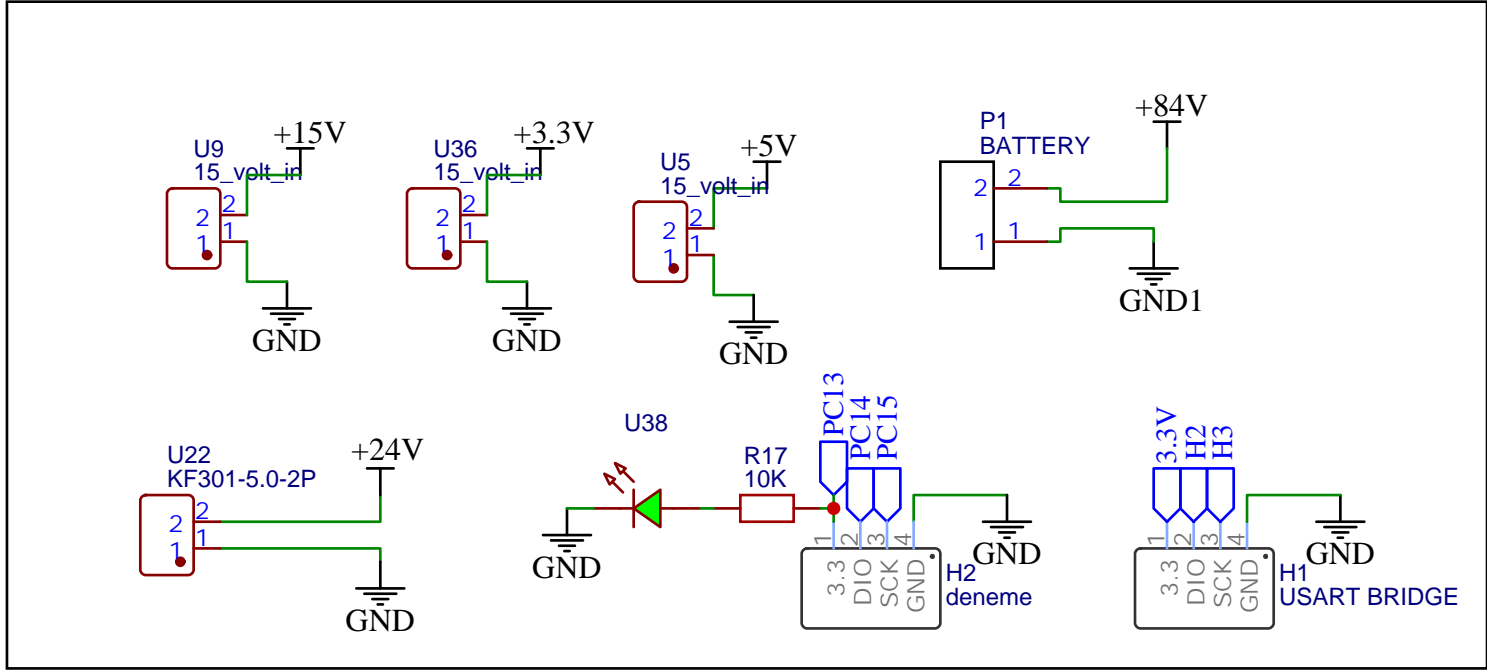 U9
15_volt_in
+15V
2
1
2
1
GND
U36
15_volt_in
+3.3V
2
1
2
1
GND
U5
15_volt_in
+5V
2
1
2
1
GND
P1
BATTERY
+84V
2
1
2
1
GND1
U22
KF301-5.0-2P
+24V
2
1
2
1
GND
U38
GND
R17
10K
PC13
PC14
PC15
1
2
3
4
3.3
DIO
SCK
GND
GND
H2
deneme
3.3V
H2
H3
1
2
3
4
3.3
DIO
SCK
GND
GND
H1
USART BRIDGE